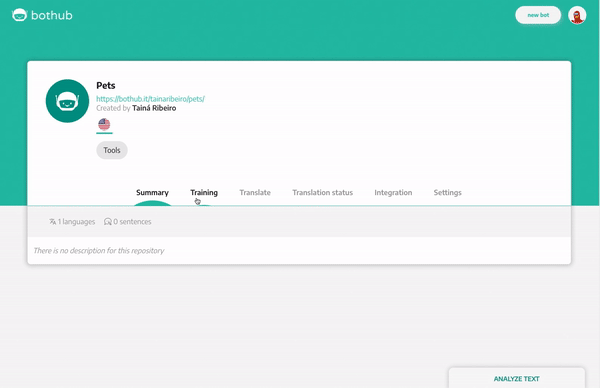 bothub
new bot
Pets
https://bothub.it/tainaribeiro/pets/
Created by Tainá Ribeiro
Tools
Summary Training Translate Translation status Integration Settings
1 languages 0 sentences
There is no description for this repository
ANALYZE TEXT